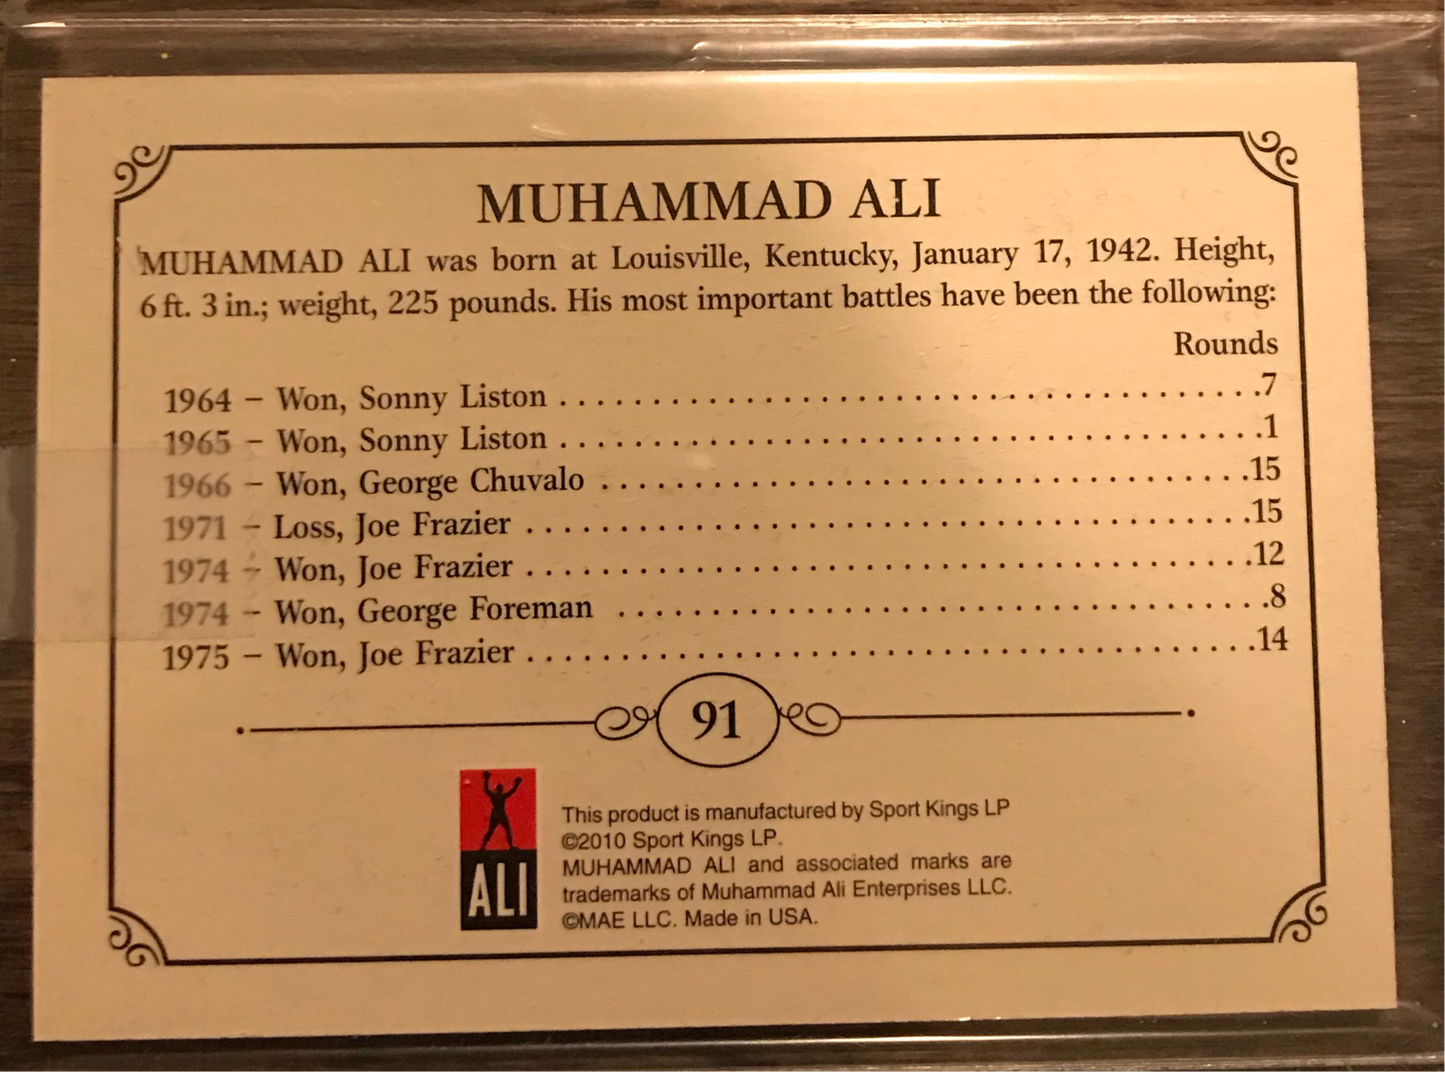 MUHAMMAD ALI
MUHAMMAD ALI was born at Louisville, Kentucky, January 17, 1942. Height,
6 ft. 3 in.; weight, 225 pounds. His most important battles have been the following:
Rounds
1964 – Won, Sonny Liston . . . . . . . . . . . . . . . . . . . . . . . . . . . . . . . . . . . . . .7
1965 – Won, Sonny Liston . . . . . . . . . . . . . . . . . . . . . . . . . . . . . . . . . . . . . .1
1966 – Won, George Chuvalo . . . . . . . . . . . . . . . . . . . . . . . . . . . . . . . . . . .15
1971 – Loss, Joe Frazier . . . . . . . . . . . . . . . . . . . . . . . . . . . . . . . . . . . . . . .15
1974 – Won, Joe Frazier . . . . . . . . . . . . . . . . . . . . . . . . . . . . . . . . . . . . . . .12
1974 – Won, George Foreman . . . . . . . . . . . . . . . . . . . . . . . . . . . . . . . . . . .8
1975 – Won, Joe Frazier . . . . . . . . . . . . . . . . . . . . . . . . . . . . . . . . . . . . . . .14
91
ALI
This product is manufactured by Sport Kings LP
©2010 Sport Kings LP.
MUHAMMAD ALI and associated marks are
trademarks of Muhammad Ali Enterprises LLC.
©MAE LLC. Made in USA.